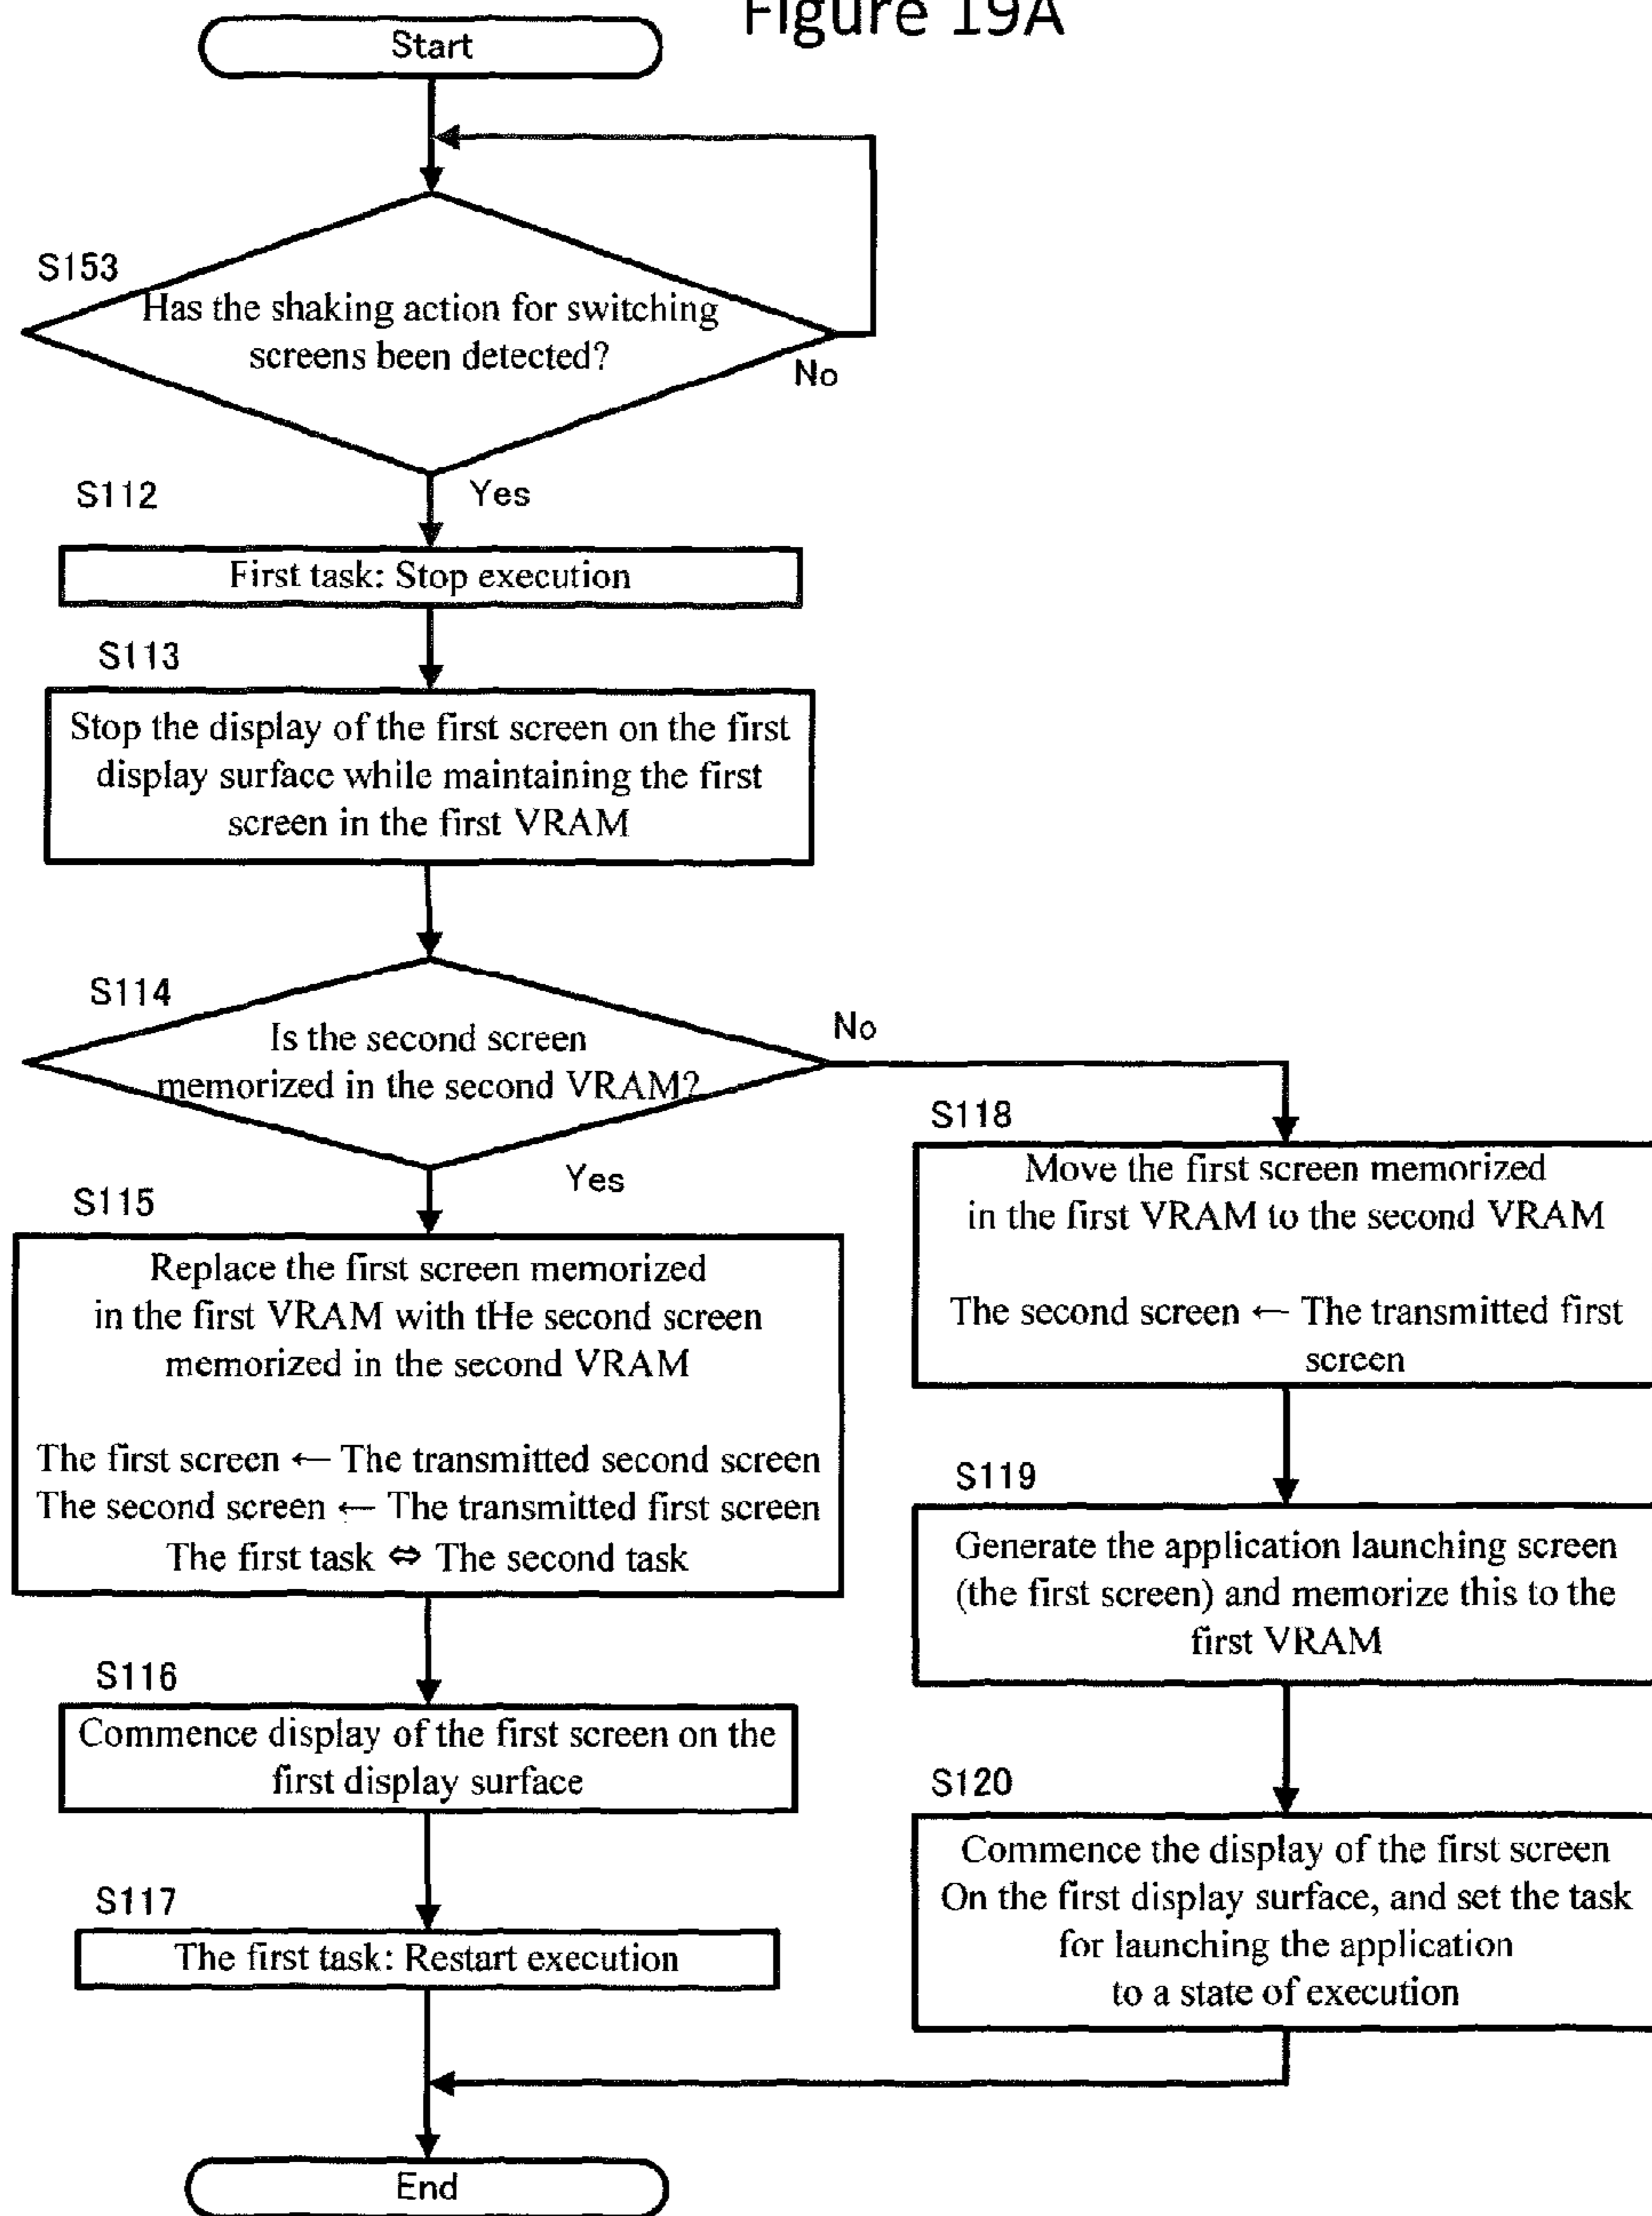 Figure 19A
Start
S153
Has the shaking action for switching
screens been detected?
No
Yes
S112
First task: Stop execution
S113
Stop the display of the first screen on the first
display surface while maintaining the first
screen in the first VRAM
S114
Is the second screen
memorized in the second VRAM?
No
Yes
S115
Replace the first screen memorized
in the first VRAM with tHe second screen
memorized in the second VRAM
The first screen ← The transmitted second screen
The second screen ← The transmitted first screen
The first task ⇔ The second task
S116
Commence display of the first screen on the
first display surface
S117
The first task: Restart execution
S118
Move the first screen memorized
in the first VRAM to the second VRAM
The second screen ← The transmitted first
screen
S119
Generate the application launching screen
(the first screen) and memorize this to the
first VRAM
S120
Commence the display of the first screen
On the first display surface, and set the task
for launching the application
to a state of execution
End